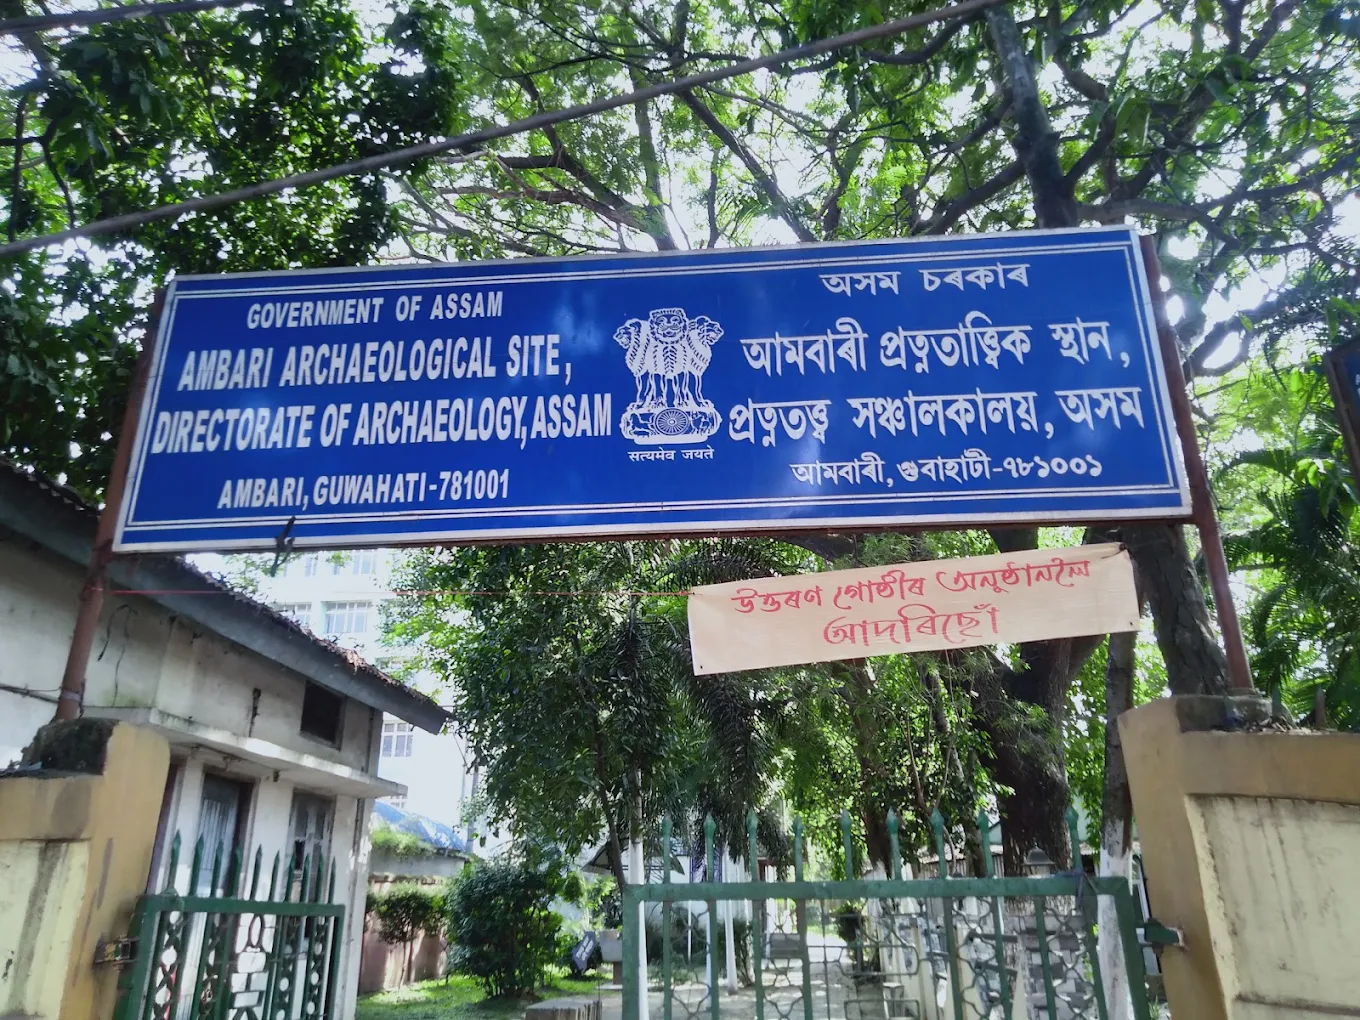 GOVERNMENT OF ASSAM
AMBARI ARCHAEOLOGICAL SITE,
DIRECTORATE OF ARCHAEOLOGY, ASSAM
AMBARI, GUWAHATI-781001
सत्यमेव जयते
অসম চৰকাৰ
আমবাৰী প্ৰত্নতাত্ত্বিক স্থান,
প্ৰত্নতত্ত্ব সঞ্চালকালয়, অসম
আমবাৰী, গুবাহাটী-৭৮১০০১
উত্তৰণ গোষ্ঠীৰ অনুষ্ঠানলৈ
আদৰিছোঁ